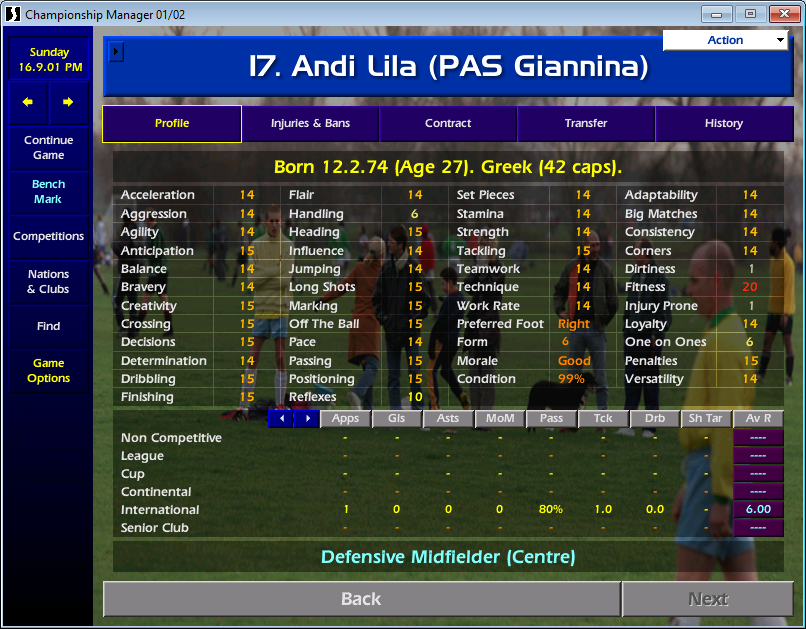 Championship Manager 01/02
Sunday
16.9.01 PM
Continue
Game
Bench
Mark
Competitions
Nations
& Clubs
Find
Game
Options
Action
17. Andi Lila (PAS Giannina)
Profile Injuries & Bans Contract Transfer History
Born 12.2.74 (Age 27). Greek (42 caps).
Acceleration 14 Flair 14 Set Pieces 14 Adaptability 14
Aggression 14 Handling 6 Stamina 14 Big Matches 14
Agility 14 Heading 15 Strength 14 Consistency 14
Anticipation 15 Influence 14 Tackling 15 Corners 14
Balance 14 Jumping 14 Teamwork 14 Dirtiness 1
Bravery 14 Long Shots 15 Technique 14 Fitness 20
Creativity 15 Marking 15 Work Rate 14 Injury Prone 1
Crossing 15 Off The Ball 15 Preferred Foot Right Loyalty 14
Decisions 15 Pace 14 Form 6 One on Ones 6
Determination 14 Passing 15 Morale Good Penalties 15
Dribbling 15 Positioning 15 Condition 99% Versatility 14
Finishing 15 Reflexes 10
Apps Gls Asts MoM Pass Tck Drb Sh Tar Av R
Non Competitive - - - - - - - - ----
League - - - - - - - - ----
Cup - - - - - - - - ----
Continental - - - - - - - - ----
International 1 0 0 0 80% 1.0 0.0 - 6.00
Senior Club - - - - - - - - ----
Defensive Midfielder (Centre)
Back Next